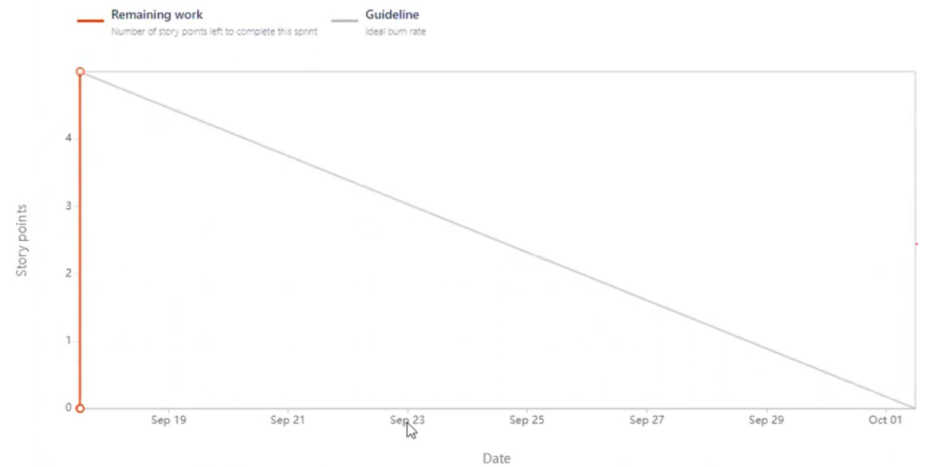 Remaining work
Number of story points left to complete this sprint
Guideline
Ideal burn rate
Story points
4
3
2
1
0
Sep 19 Sep 21 Sep 23 Sep 25 Sep 27 Sep 29 Oct 01
Date